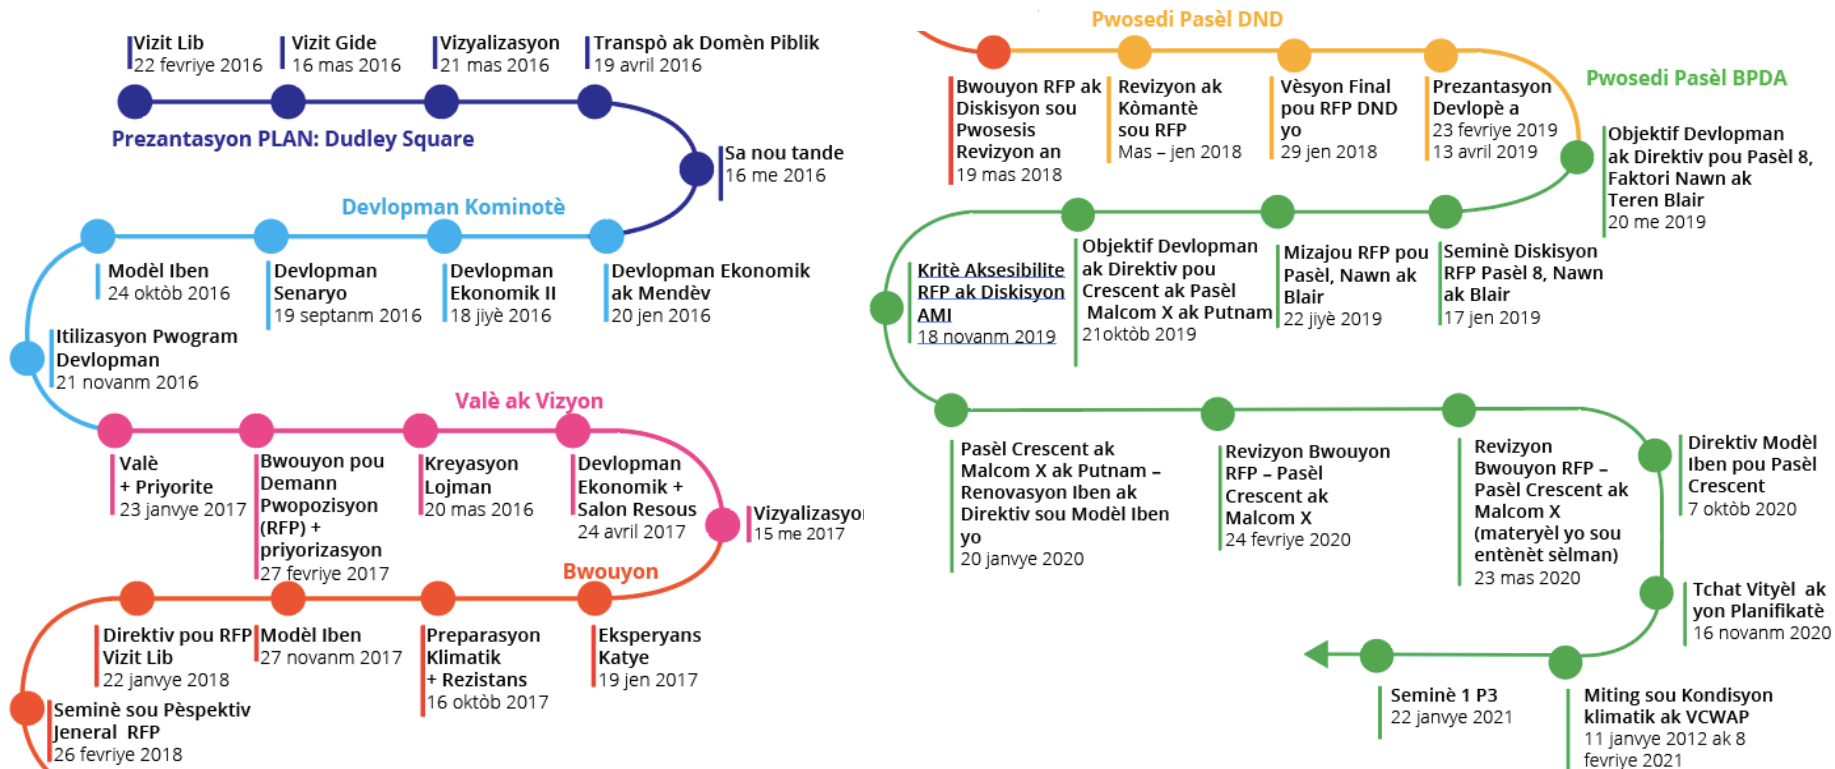 Vizit Lib
22 fevriye 2016
Vizit Gide
16 mas 2016
Vizyalizasyon
21 mas 2016
Transpò ak Domèn Piblik
19 avril 2016
Prezantasyon PLAN: Dudley Square
Sa nou tande
16 me 2016
Devlopman Kominotè
Devlopman Ekonomik
ak Mendèv
20 jen 2016
Devlopman
Ekonomik II
18 jiyè 2016
Devlopman
Senaryo
19 septanm 2016
Modèl Iben
24 oktòb 2016
Itilizasyon Pwogram
Devlopman
21 novanm 2016
Valè ak Vizyon
Valè
+ Priyorite
23 janvye 2017
Bwouyon pou
Demann
Pwopozisyon
(RFP) +
priyorizasyon
27 fevriye 2017
Kreyasyon
Lojman
20 mas 2016
Devlopman
Ekonomik +
Salon Resous
24 avril 2017
Vizyalizasyo
15 me 2017
Bwouyon
Eksperyans
Katye
19 jen 2017
Preparasyon
Klimatik
+ Rezistans
16 oktòb 2017
Modèl Iben
27 novanm 2017
Direktiv pou RFP
Vizit Lib
22 janvye 2018
Seminè sou Pèspektiv
Jeneral RFP
26 fevriye 2018
Pwosedi Pasèl DND
Bwouyon RFP ak
Diskisyon sou
Pwosesis
Revizyon an
19 mas 2018
Revizyon ak
Kòmantè
sou RFP
Mas – jen 2018
Vèsyon Final
pou RFP DND
yo
29 jen 2018
Prezantasyon
Devlopè a
23 fevriye 2019
13 avril 2019
Pwosedi Pasèl BPDA
Objektif Devlopman
ak Direktiv pou Pasèl 8,
Faktori Nawn ak
Teren Blair
20 me 2019
Seminè Diskisyon
RFP Pasèl 8, Nawn
ak Blair
17 jen 2019
Mizajou RFP pou
Pasèl, Nawn ak
Blair
22 jiyè 2019
Objektif Devlopman
ak Direktiv pou
Crescent ak Pasèl
Malcom X ak Putnam
21oktòb 2019
Kritè Aksesibilite
RFP ak Diskisyon
AMI
18 novanm 2019
Pasèl Crescent ak
Malcom X ak Putnam –
Renovasyon Iben ak
Direktiv sou Modèl Iben
yo
20 janvye 2020
Revizyon Bwouyon
RFP – Pasèl
Crescent ak
Malcom X
24 fevriye 2020
Revizyon
Bwouyon RFP –
Pasèl Crescent ak
Malcom X
(materyèl yo sou
entènèt sèlman)
23 mas 2020
Direktiv Modèl
Iben pou Pasèl
Crescent
7 oktòb 2020
Tchat Vityèl ak
yon Planifikatè
16 novanm 2020
Miting sou Kondisyon
klimatik ak VCWAP
11 janvye 2012 ak 8
fevriye 2021
Seminè 1 P3
22 janvye 2021